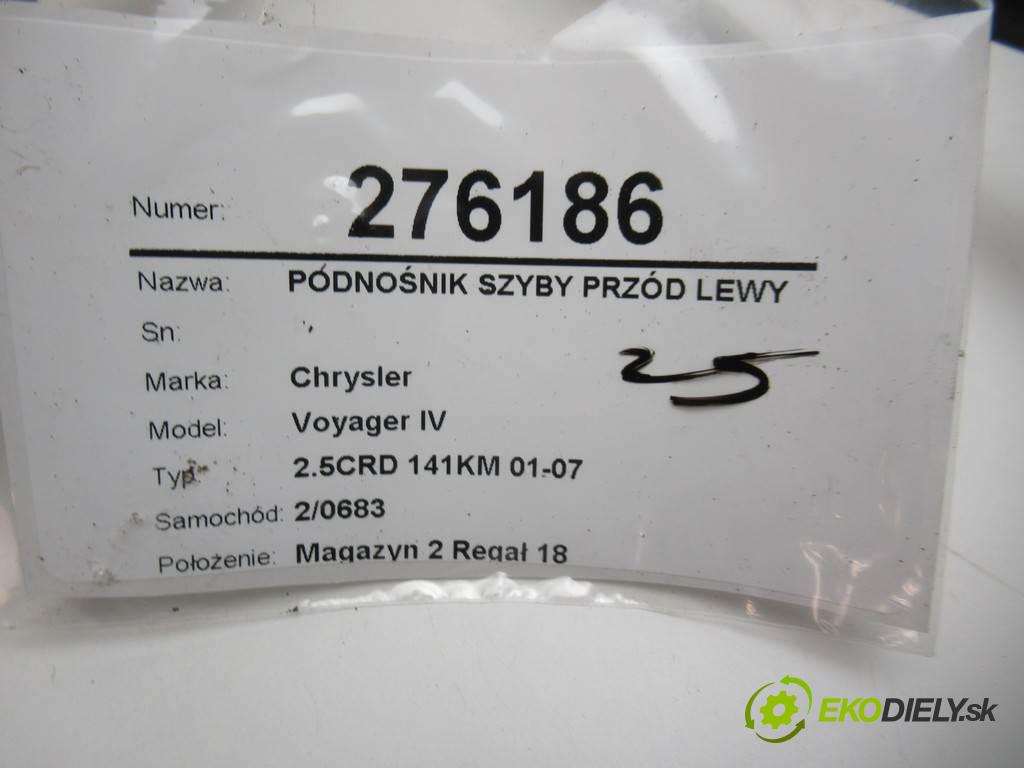 Numer: 276186
Nazwa: PODNOŚNIK SZYBY PRZÓD LEWY
Sn:
Marka: Chrysler
25
Model: Voyager IV
Typ: 2.5CRD 141KM 01-07
Samochód: 2/0683
Położenie: Magazyn 2 Regał 18
EKODIELY.sk